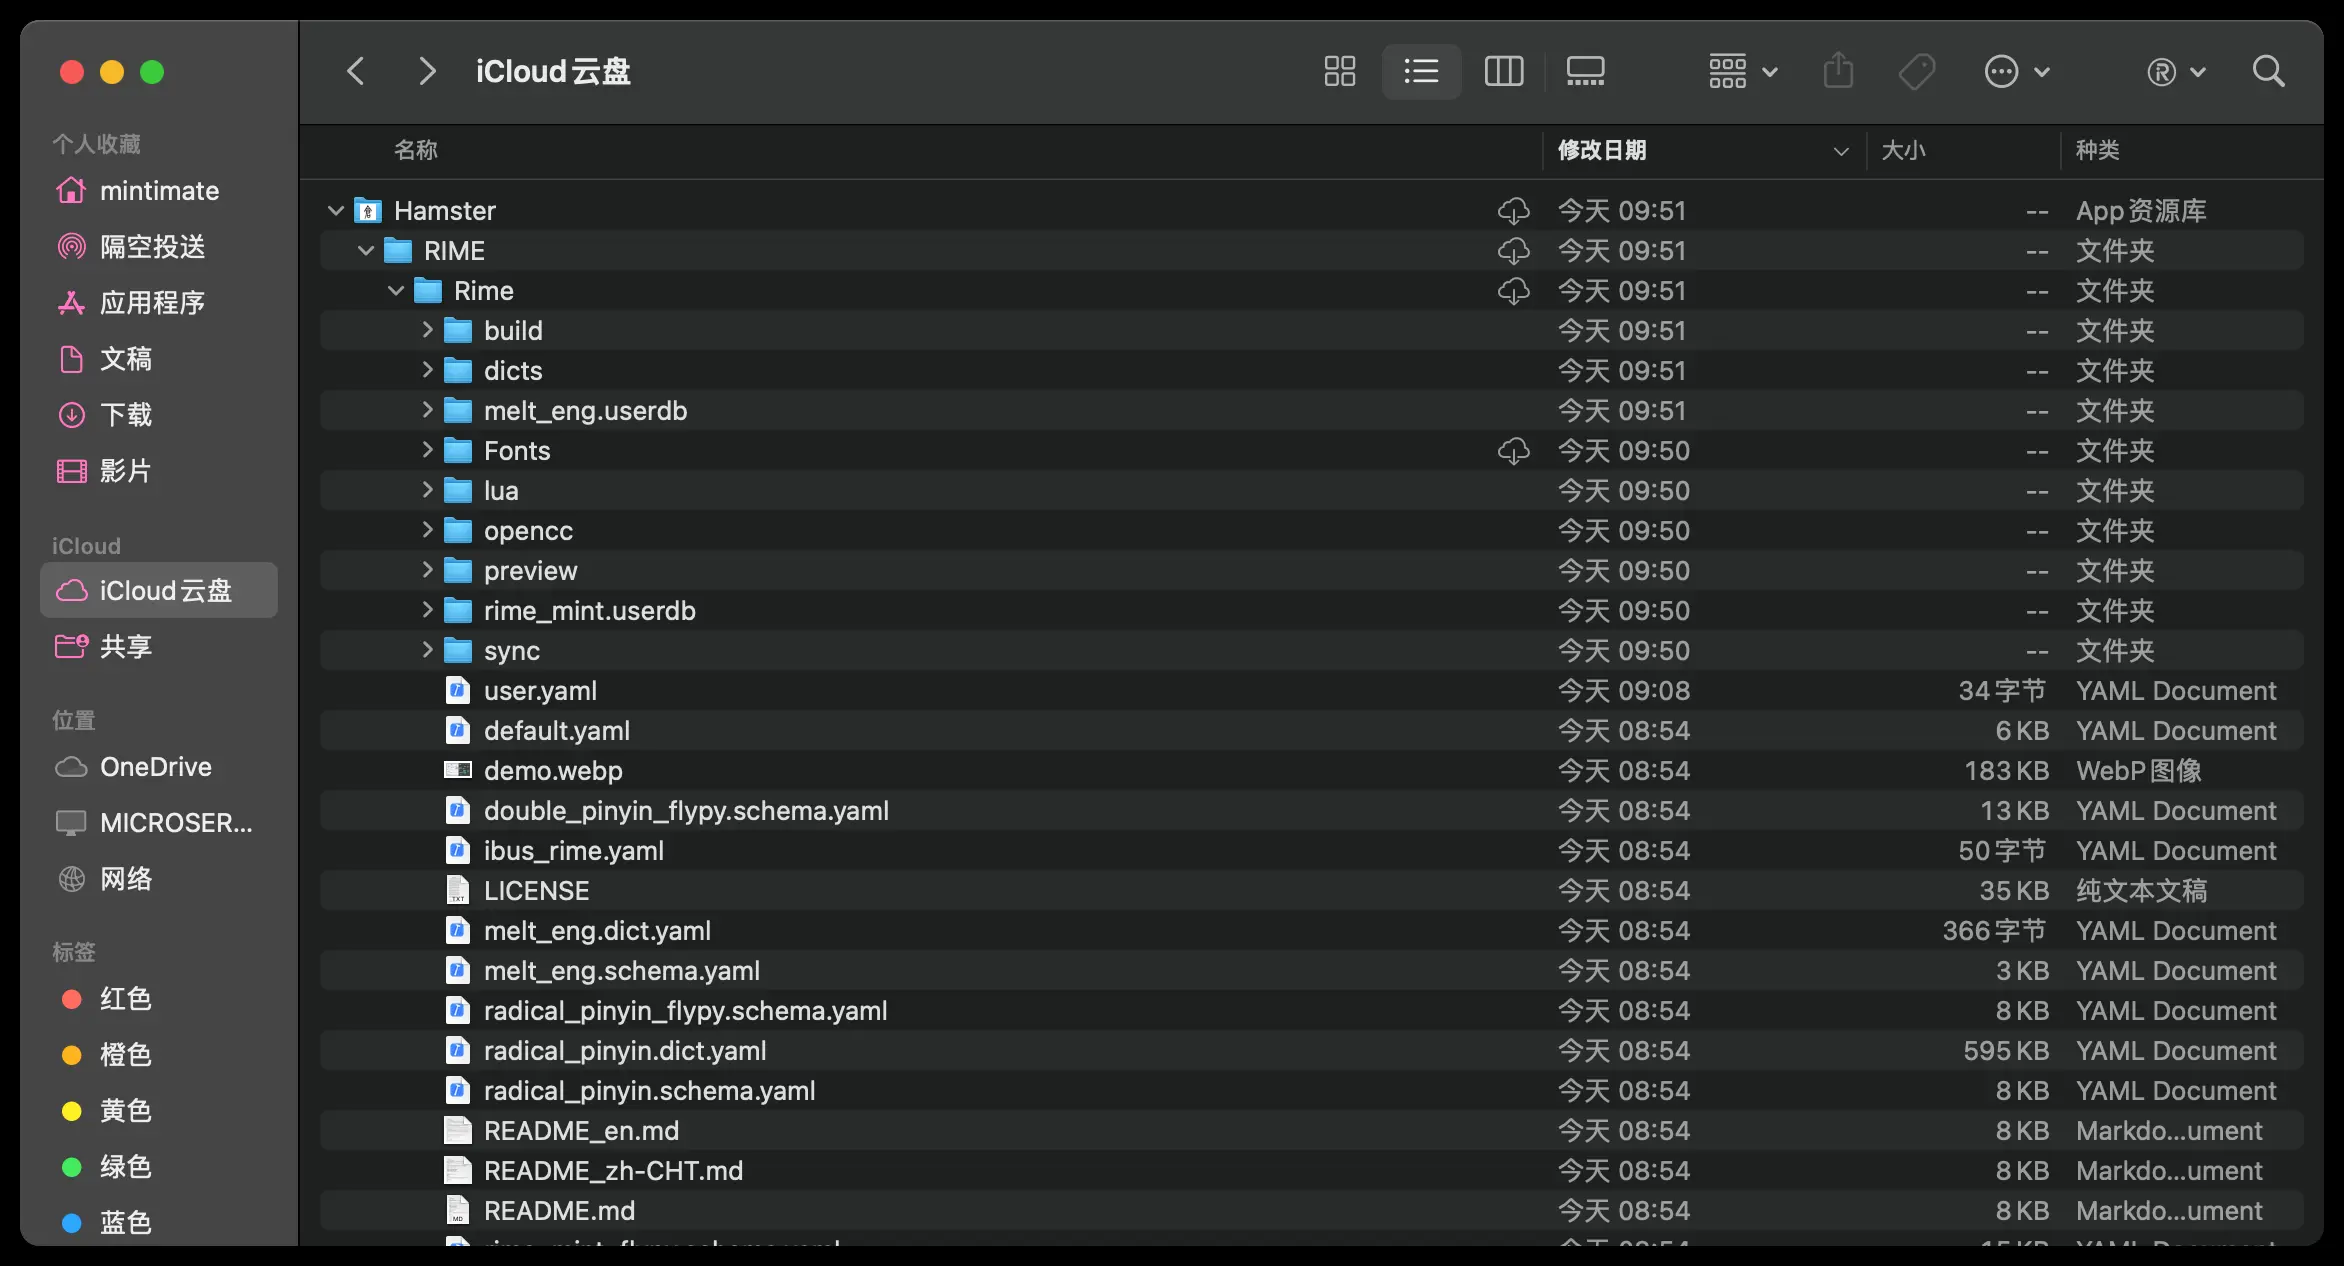 iCloud云盘
个人收藏
mintimate
隔空投送
应用程序
文稿
下载
影片
iCloud
iCloud云盘
共享
位置
OneDrive
MICROSER...
网络
标签
红色
橙色
黄色
绿色
蓝色
名称 修改日期 大小 种类
Hamster 今天 09:51 -- App资源库
RIME 今天 09:51 -- 文件夹
Rime 今天 09:51 -- 文件夹
build 今天 09:51 -- 文件夹
dicts 今天 09:51 -- 文件夹
melt_eng.userdb 今天 09:51 -- 文件夹
Fonts 今天 09:50 -- 文件夹
lua 今天 09:50 -- 文件夹
opencc 今天 09:50 -- 文件夹
preview 今天 09:50 -- 文件夹
rime_mint.userdb 今天 09:50 -- 文件夹
sync 今天 09:50 -- 文件夹
user.yaml 今天 09:08 34字节 YAML Document
default.yaml 今天 08:54 6 KB YAML Document
demo.webp 今天 08:54 183 KB WebP图像
double_pinyin_flypy.schema.yaml 今天 08:54 13 KB YAML Document
ibus_rime.yaml 今天 08:54 50字节 YAML Document
LICENSE 今天 08:54 35 KB 纯文本文稿
melt_eng.dict.yaml 今天 08:54 366字节 YAML Document
melt_eng.schema.yaml 今天 08:54 3 KB YAML Document
radical_pinyin_flypy.schema.yaml 今天 08:54 8 KB YAML Document
radical_pinyin.dict.yaml 今天 08:54 595 KB YAML Document
radical_pinyin.schema.yaml 今天 08:54 8 KB YAML Document
README_en.md 今天 08:54 8 KB Markdo...ument
README_zh-CHT.md 今天 08:54 8 KB Markdo...ument
README.md 今天 08:54 8 KB Markdo...ument